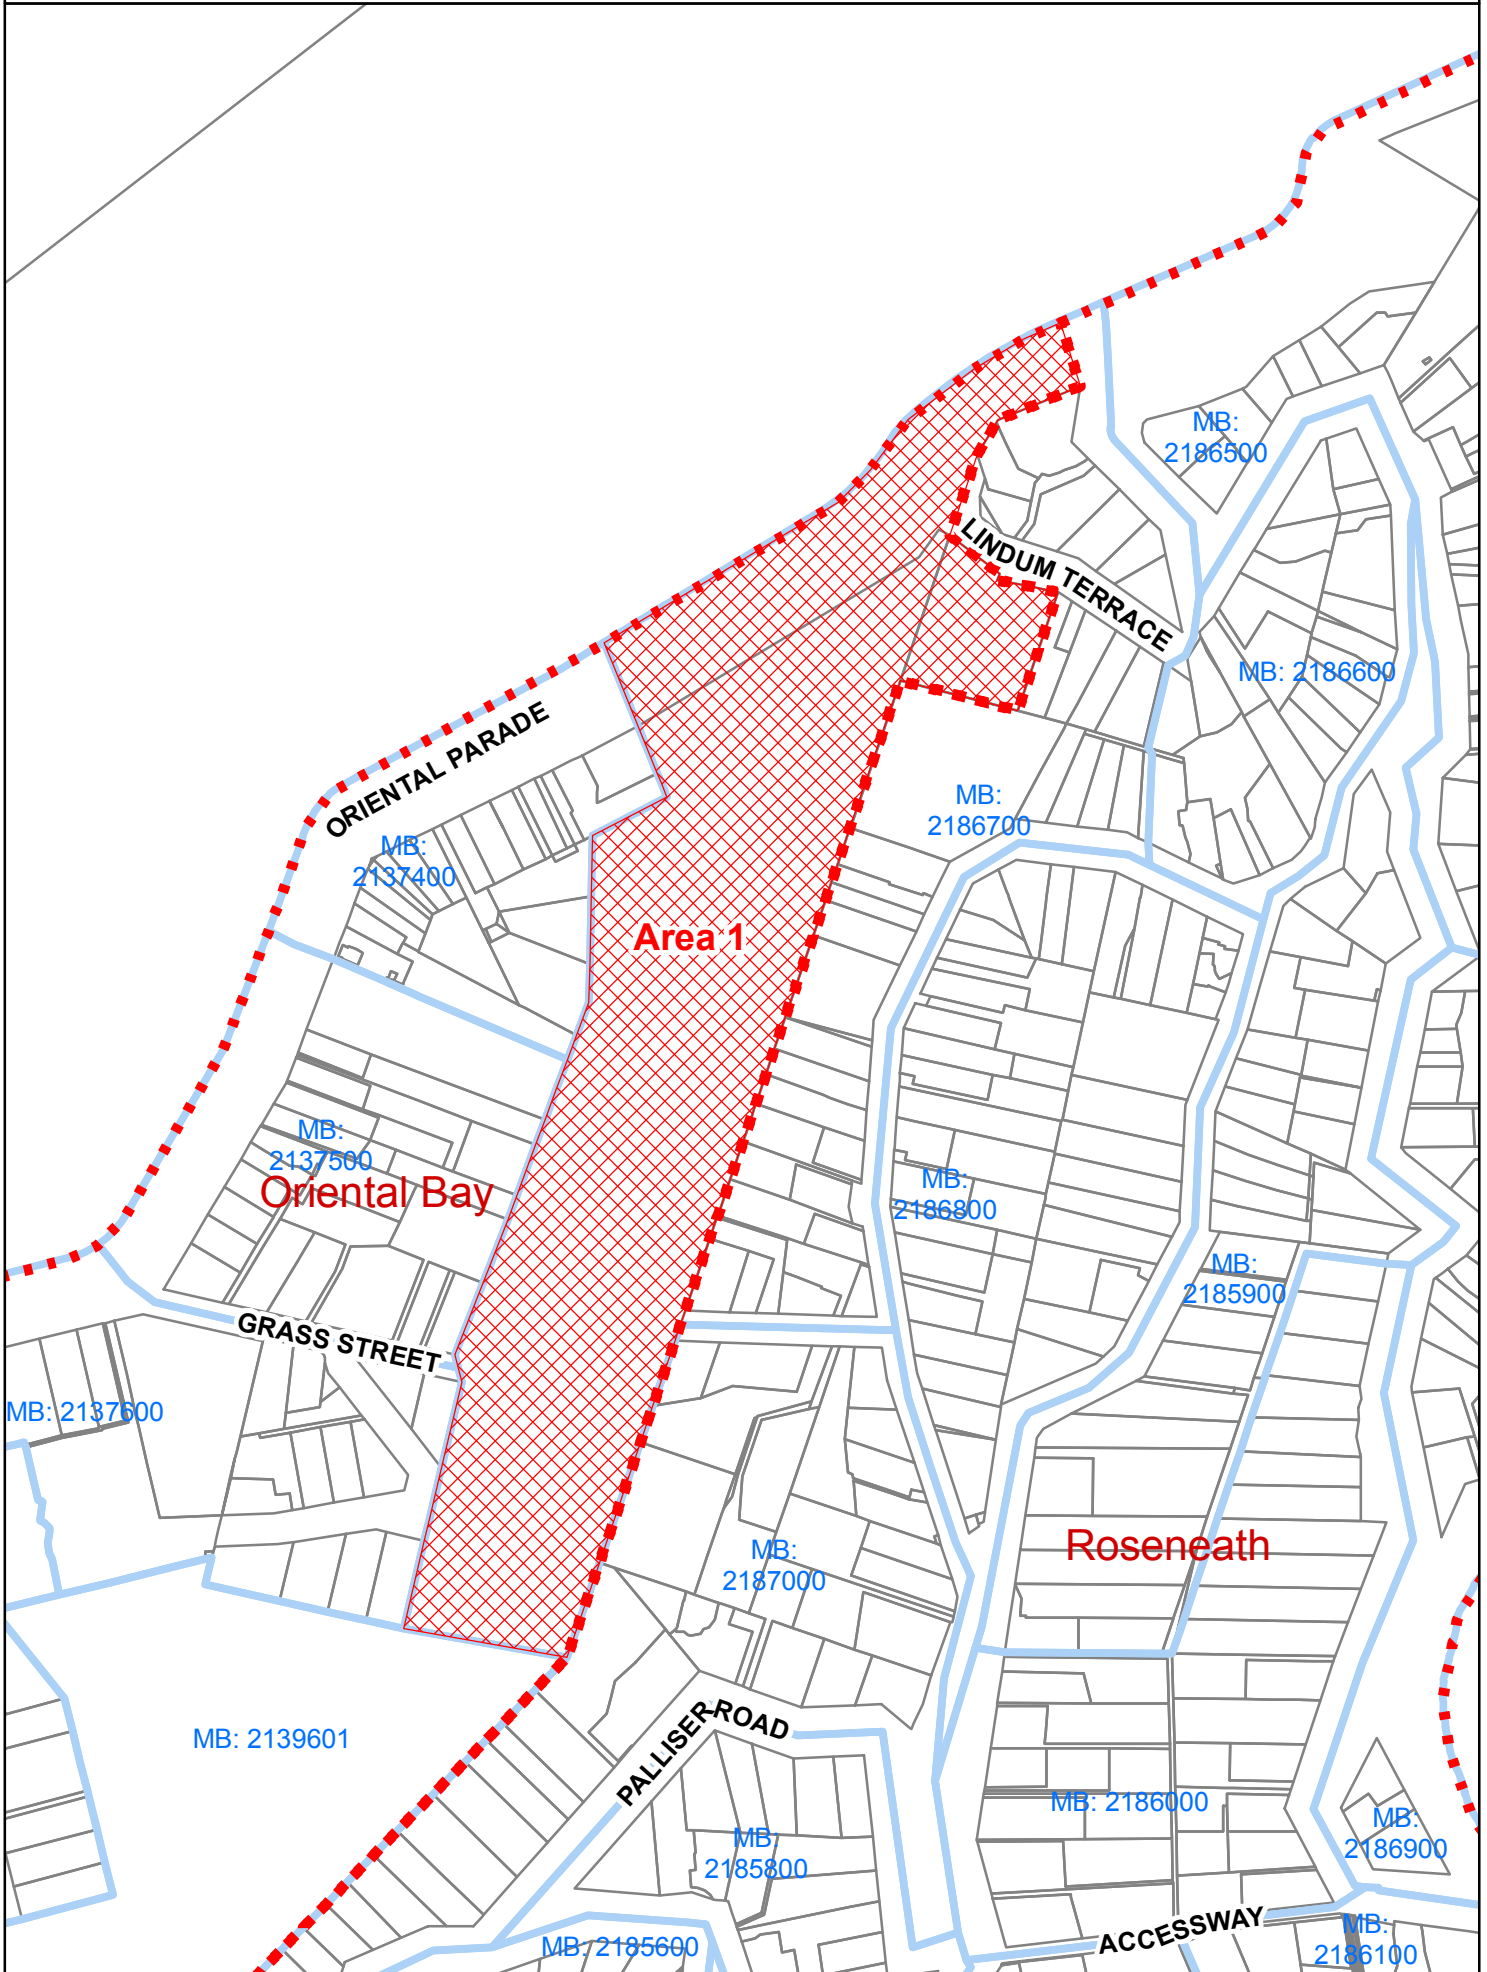 MB:
2186500
LINDUM TERRACE
MB: 2186600
ORIENTAL PARADE
MB:
2186700
MB:
2137400
Area 1
MB:
2137500
Oriental Bay
MB:
2186800
MB:
2185900
GRASS STREET
MB: 2137600
Roseneath
MB:
2187000
PALLISER ROAD
MB: 2139601
MB: 2186000
MB:
2186900
MB:
2185800
ACCESSWAY
MB: 2185600
MB:
2186100